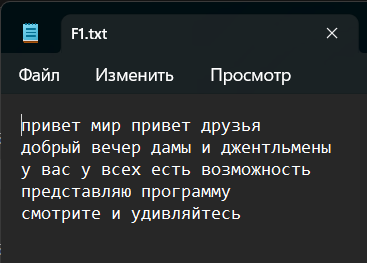 F1.txt
Файл Изменить Просмотр
привет мир привет друзья
добрый вечер дамы и джентльмены
у вас у всех есть возможность
представляю программу
смотрите и удивляйтесь